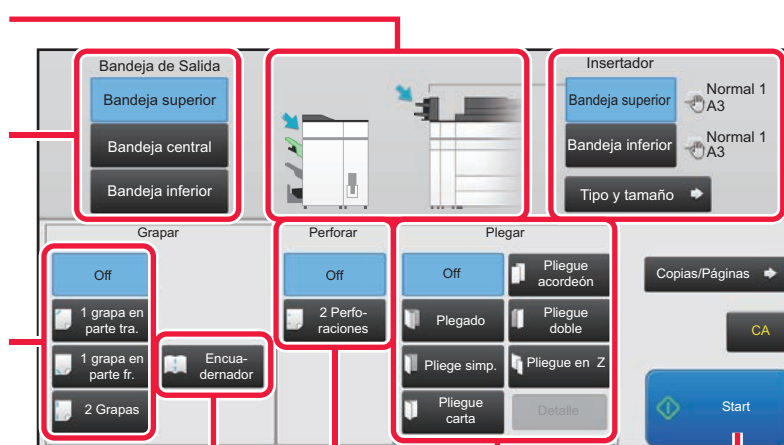 Bandeja de Salida
Bandeja superior
Bandeja central
Bandeja inferior
Insertador
Bandeja superior
Normal 1
A3
Bandeja inferior
Normal 1
A3
Tipo y tamaño
Grapar
Off
1 grapa en
parte tra.
1 grapa en
parte fr.
2 Grapas
Encua-
dernador
Perforar
Off
2 Perfo-
raciones
Plegar
Off
Pliegue
acordeón
Plegado
Pliegue
doble
Pliege simp.
Pliegue en Z
Pliegue
carta
Detalle
Copias/Páginas
CA
Start